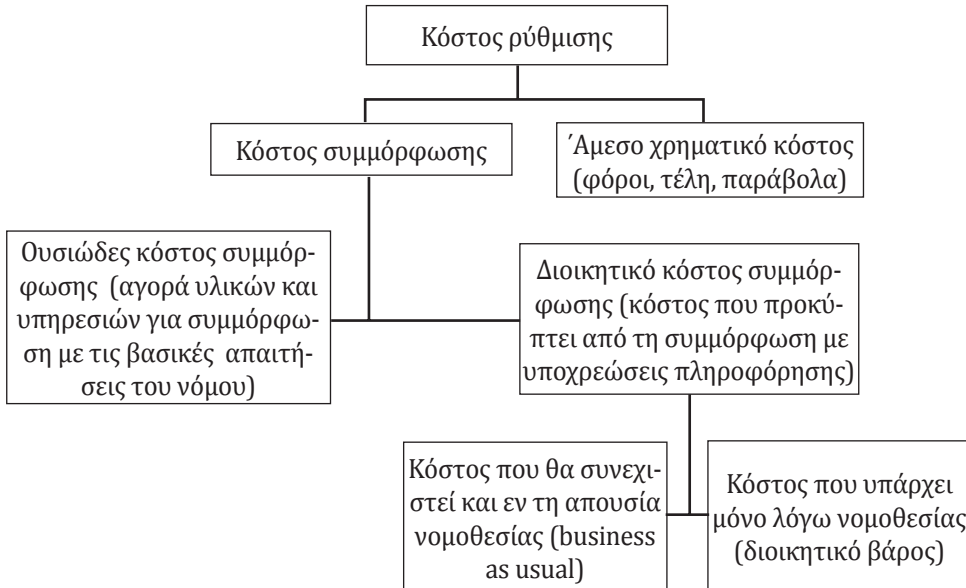 Κόστος ρύθμισης
Κόστος συμμόρφωσης
Άμεσο χρηματικό κόστος
(φόροι, τέλη, παράβολα)
Ουσιώδες κόστος συμμόρ-
φωσης (αγορά υλικών και
υπηρεσιών για συμμόρφω-
ση με τις βασικές απαιτή-
σεις του νόμου)
Διοικητικό κόστος συμμόρ-
φωσης (κόστος που προκύ-
πτει από τη συμμόρφωση με
υποχρεώσεις πληροφόρησης)
Κόστος που θα συνεχι-
στεί και εν τη απουσία
νομοθεσίας (business
as usual)
Κόστος που υπάρχει
μόνο λόγω νομοθεσίας
(διοικητικό βάρος)